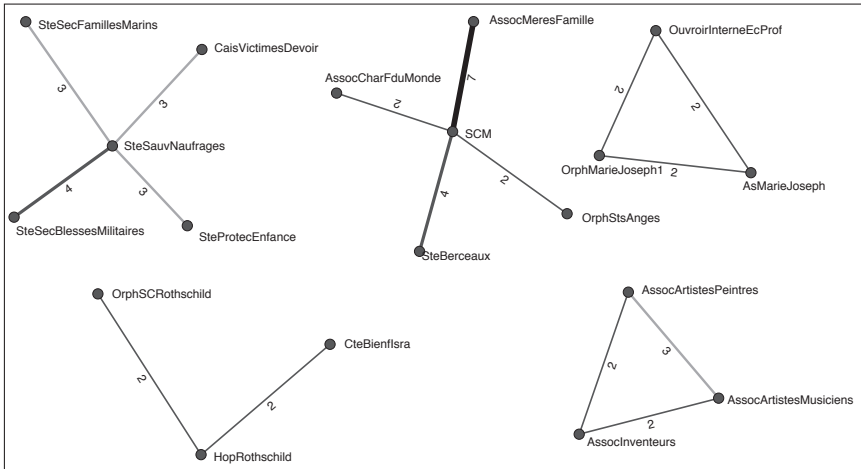 SteSecFamillesMarins
CaisVictimesDevoir
3
3
SteSauvNaufrages
4
3
SteSecBlessesMilitaires
SteProtecEnfance
AssocMeresFamille
AssocCharFduMonde
7
2
SCM
4
2
OrphStsAnges
SteBerceaux
OuvroirInterneEcProf
2
2
OrphMarieJoseph1
2
AsMarieJoseph
OrphSCRothschild
CteBienfIsra
2
2
HopRothschild
AssocArtistesPeintres
3
2
AssocArtistesMusiciens
2
AssocInventeurs